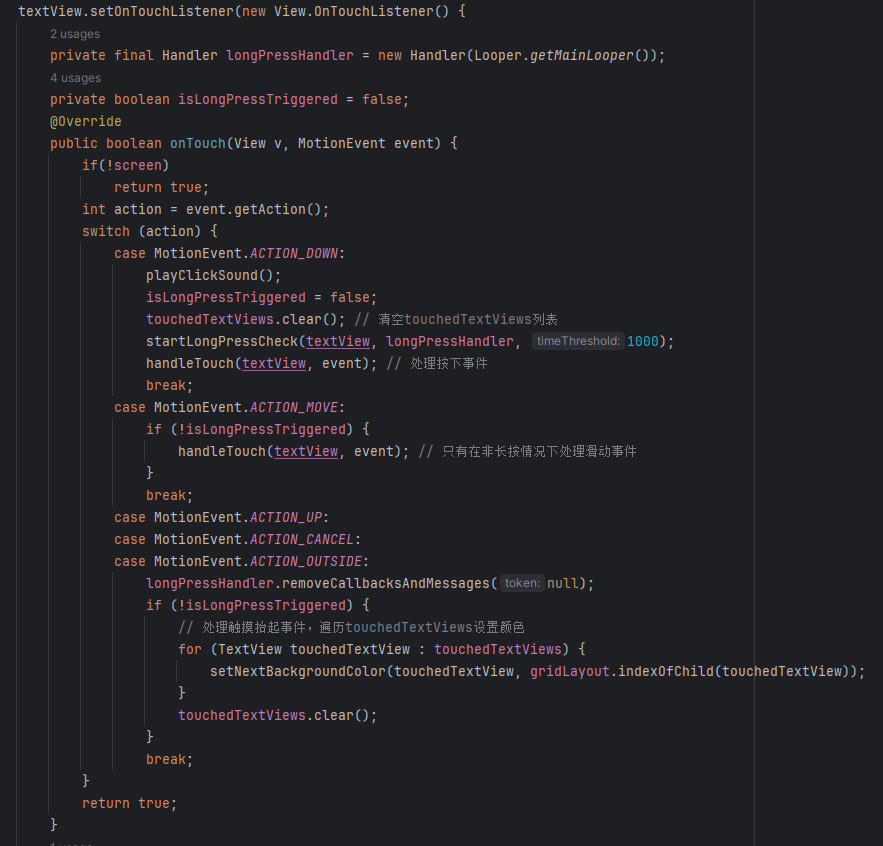 textView.setOnTouchListener(new View.OnTouchListener() {
2 usages
private final Handler longPressHandler = new Handler(Looper.getMainLooper());
4 usages
private boolean isLongPressTriggered = false;
@Override
public boolean onTouch(View v, MotionEvent event) {
if(!screen)
return true;
int action = event.getAction();
switch (action) {
case MotionEvent.ACTION_DOWN:
playClickSound();
isLongPressTriggered = false;
touchedTextViews.clear(); // 清空touchedTextViews列表
startLongPressCheck(textView, longPressHandler, timeThreshold: 1000);
handleTouch(textView, event); // 处理按下事件
break;
case MotionEvent.ACTION_MOVE:
if (!isLongPressTriggered) {
handleTouch(textView, event); // 只有在非长按情况下处理滑动事件
}
break;
case MotionEvent.ACTION_UP:
case MotionEvent.ACTION_CANCEL:
case MotionEvent.ACTION_OUTSIDE:
longPressHandler.removeCallbacksAndMessages( token: null);
if (!isLongPressTriggered) {
// 处理触摸抬起事件，遍历touchedTextViews设置颜色
for (TextView touchedTextView : touchedTextViews) {
setNextBackgroundColor(touchedTextView, gridLayout.indexOfChild(touchedTextView));
}
touchedTextViews.clear();
}
break;
}
return true;
}